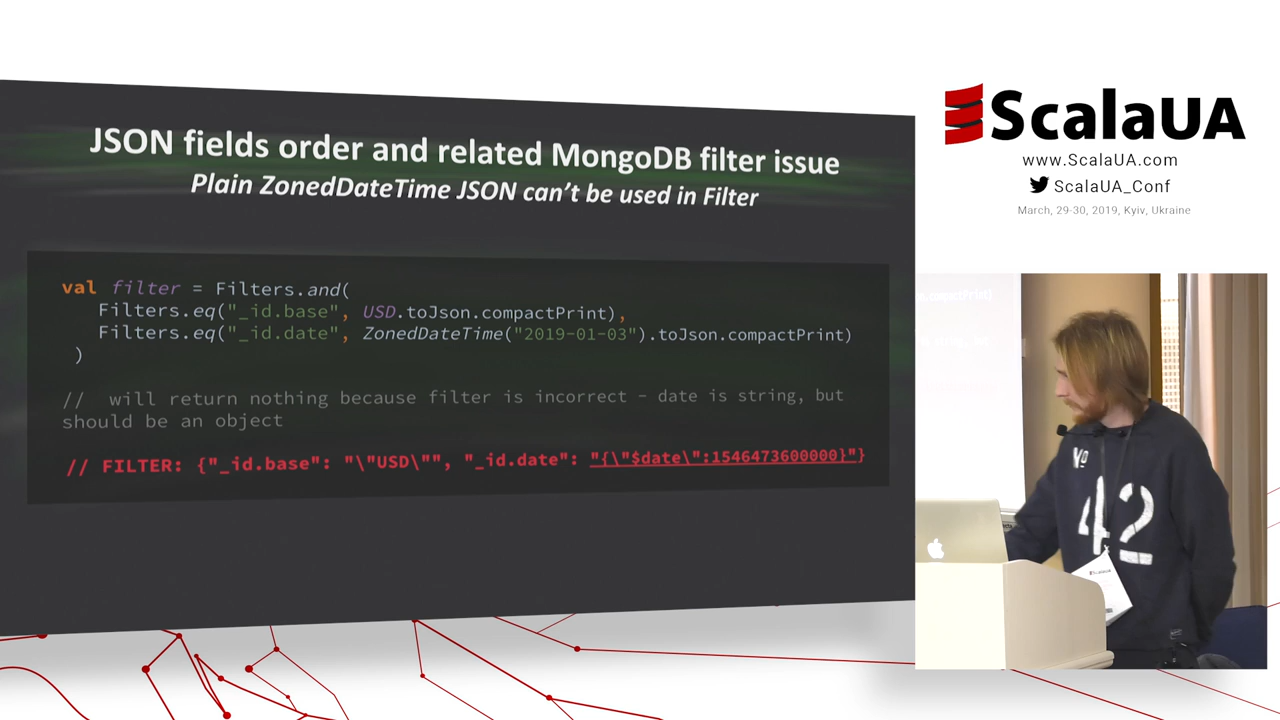 JSON fields order and related MongoDB filter issue
Plain ZonedDateTime JSON can't be used in Filter
val filter = Filters.and(
Filters.eq("_id.base", USD.toJson.compactPrint),
Filters.eq("_id.date", ZonedDateTime("2019-01-03").toJson.compactPrint)
)
// will return nothing because filter is incorrect – date is string, but
should be an object
// FILTER: {"_id.base": "\"USD\"", "_id.date": "{\"$date\":1546473600000}"}
ScalaUA
www.ScalaUA.com
ScalaUA_Conf
March, 29-30, 2019, Kyiv, Ukraine
Nº
42